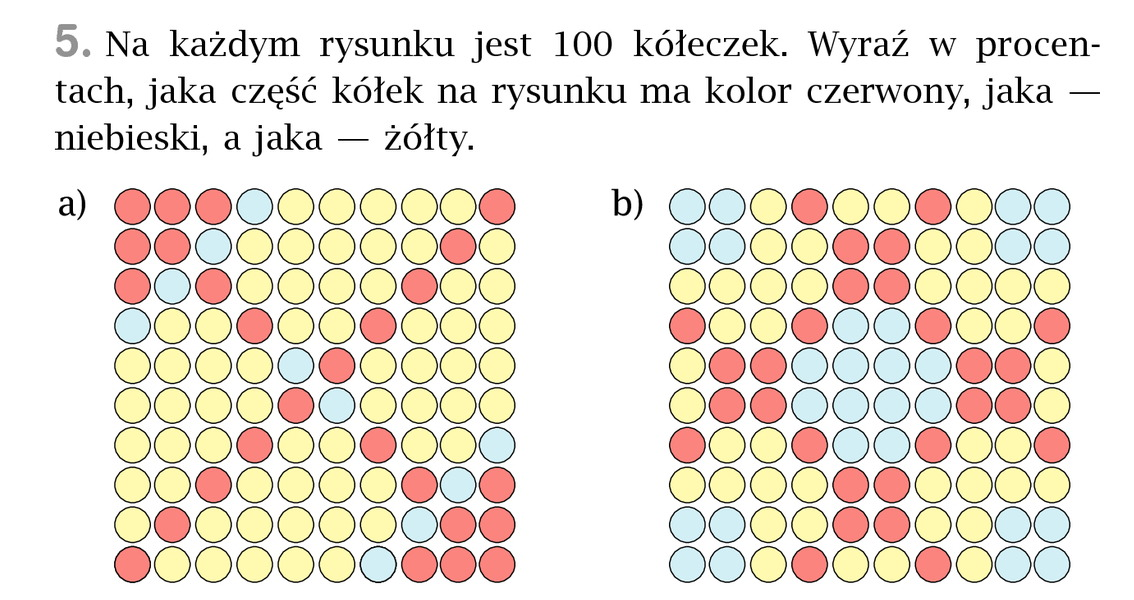 5. Na każdym rysunku jest 100 kółeczek. Wyraź w procen-
tach, jaka część kółek na rysunku ma kolor czerwony, jaka —
niebieski, a jaka — żółty.
a) b)